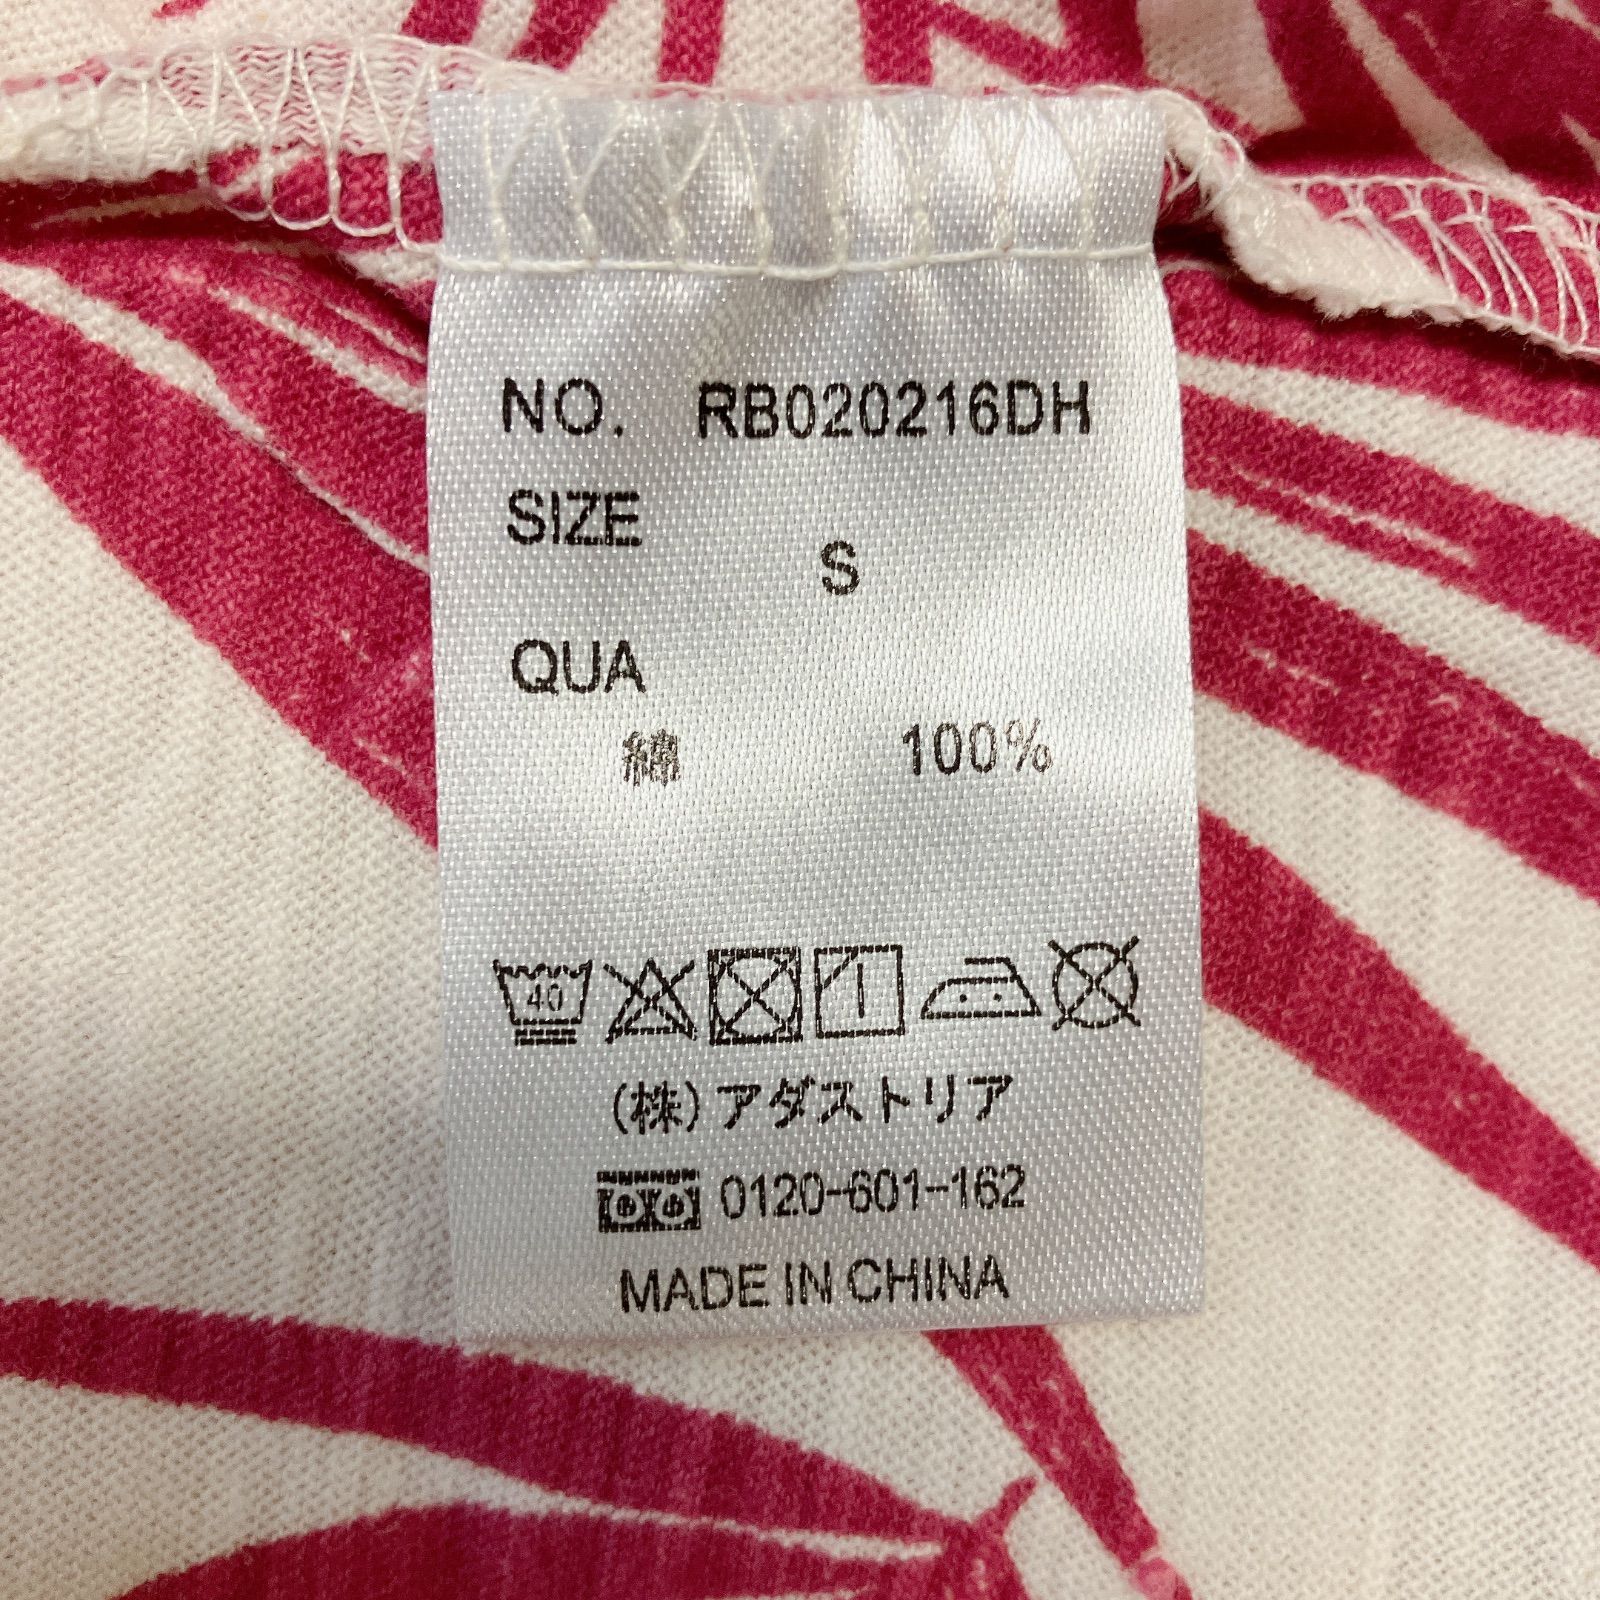 NO. RB020216DH
SIZE
S
QUA
綿 100%
40
(株)アダストリア
0120-601-162
MADE IN CHINA